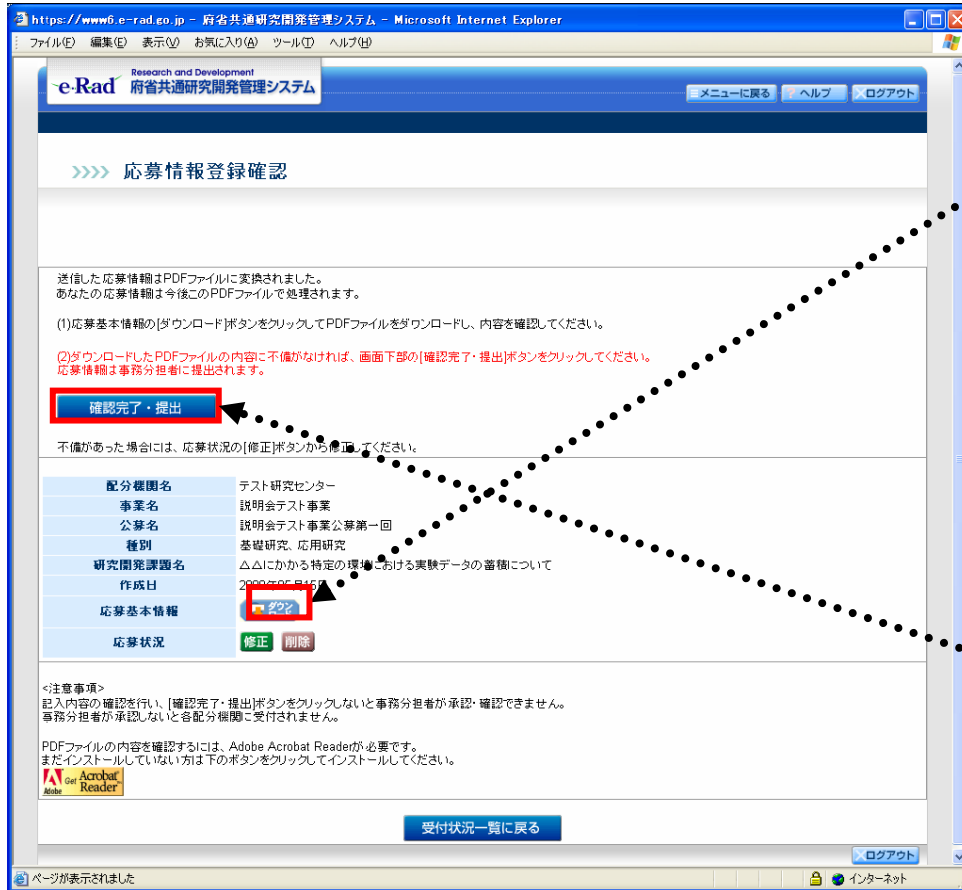 https://www6.e-rad.go.jp - 府省共通研究開発管理システム - Microsoft Internet Explorer
ファイル(F) 編集(E) 表示(V) お気に入り(A) ツール(T) ヘルプ(H)
Research and Development
e-Rad 府省共通研究開発管理システム
メニューに戻る ? ヘルプ ログアウト
>>>> 応募情報登録確認
送信した応募情報はPDFファイルに変換されました。
あなたの応募情報は今後このPDFファイルで処理されます。
(1)応募基本情報の[ダウンロード]ボタンをクリックしてPDFファイルをダウンロードし、内容を確認してください。
(2)ダウンロードしたPDFファイルの内容に不備がなければ、画面下部の[確認完了・提出]ボタンをクリックしてください。
応募情報は事務分担者に提出されます。
確認完了・提出
不備があった場合には、応募状況の[修正]ボタンから修正してください。
配分機関名 テスト研究センター
事業名 説明会テスト事業
公募名 説明会テスト事業公募第一回
種別 基礎研究、応用研究
研究開発課題名 △△にかかる特定の環境における実験データの蓄積について
作成日 05月15日
応募基本情報 ダウン
応募状況 修正 削除
<注意事項>
記入内容の確認を行い、[確認完了・提出]ボタンをクリックしないと事務分担者が承認・確認できません。
事務分担者が承認しないと各配分機関に受付されません。
PDFファイルの内容を確認するには、Adobe Acrobat Readerが必要です。
まだインストールしていない方は下のボタンをクリックしてインストールしてください。
Adobe Get Acrobat Reader
受付状況一覧に戻る
ログアウト
ページが表示されました インターネット